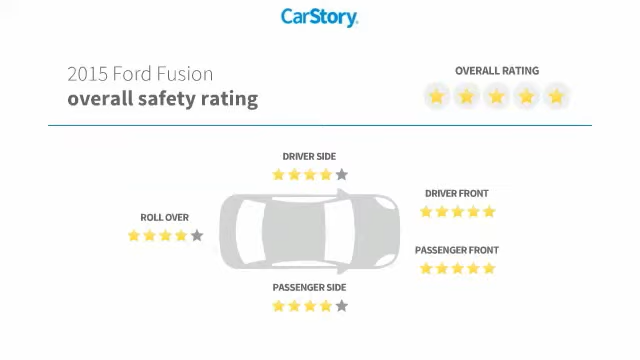 CarStory
2015 Ford Fusion
overall safety rating
OVERALL RATING
DRIVER SIDE
DRIVER FRONT
ROLL OVER
PASSENGER FRONT
PASSENGER SIDE